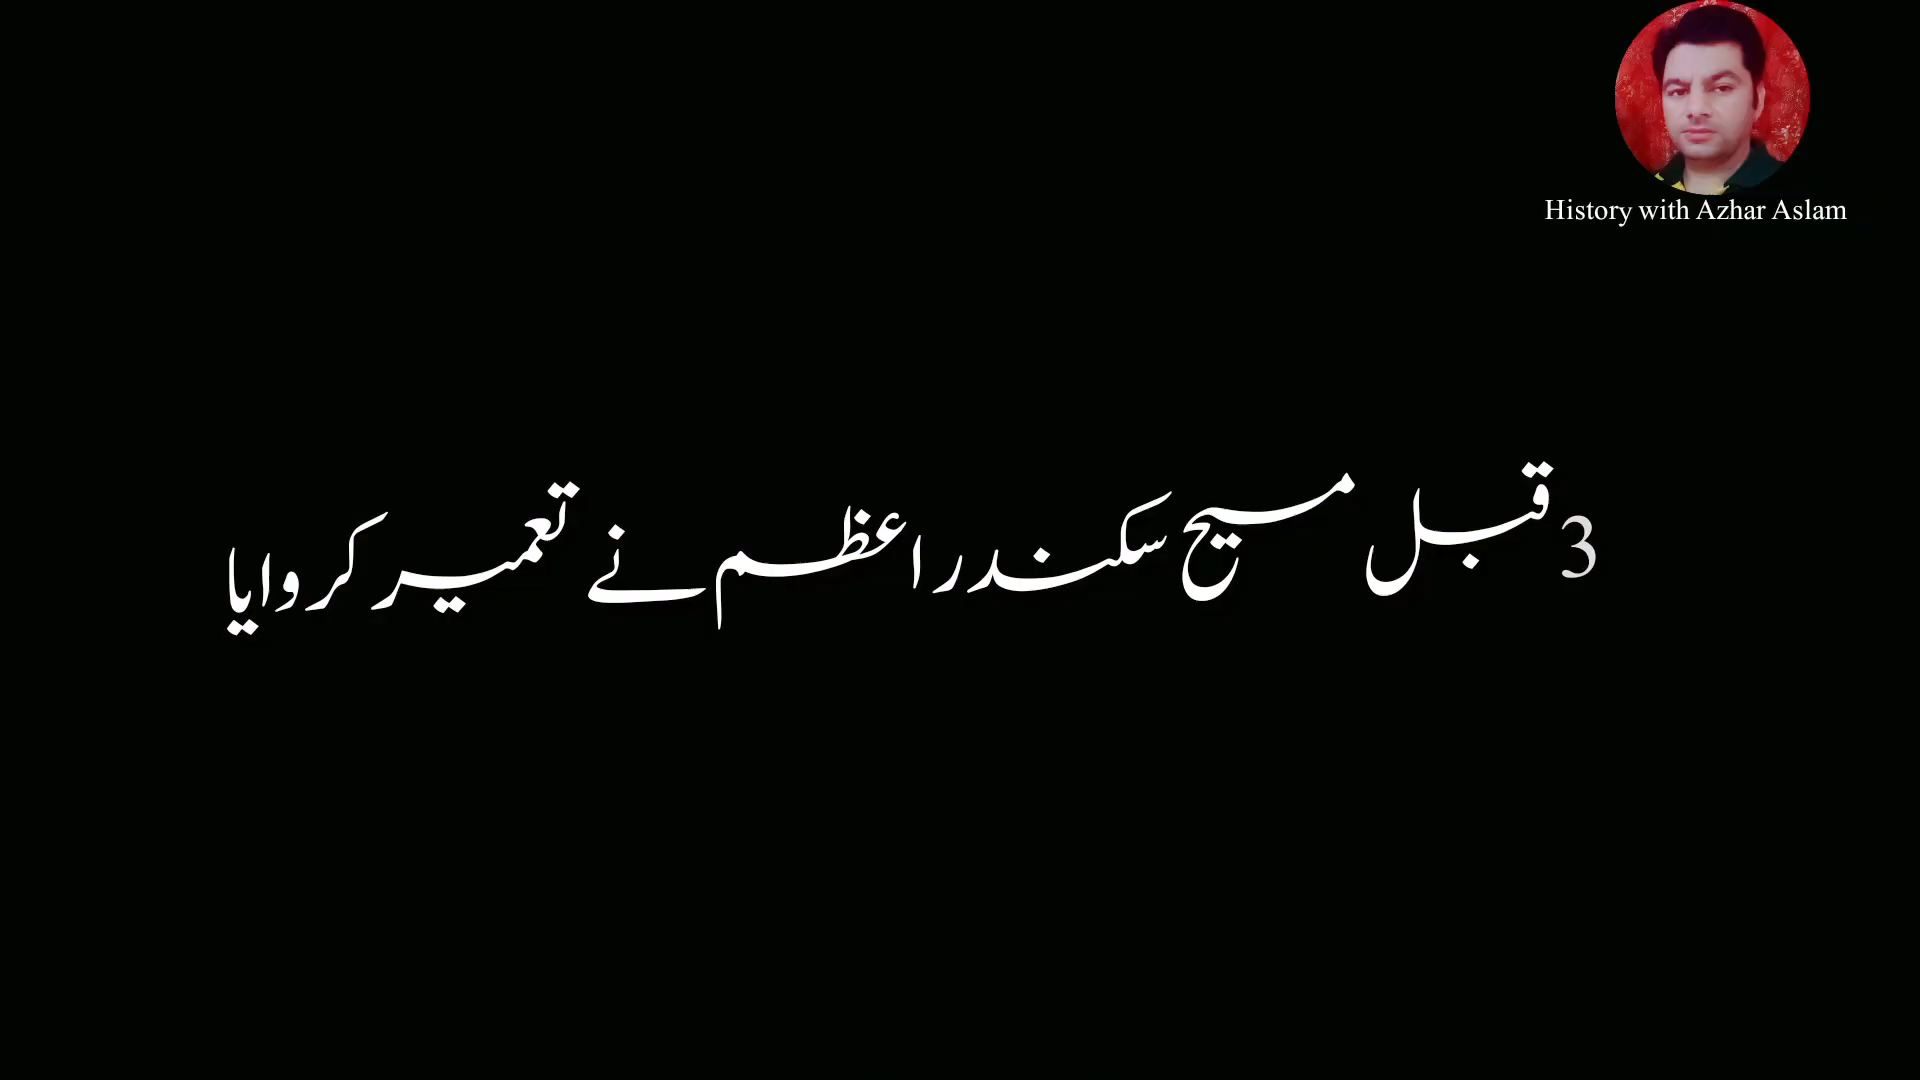 History with Azhar Aslam
3 قبل مسیح سکندر اعظم نے تعمیر کروایا